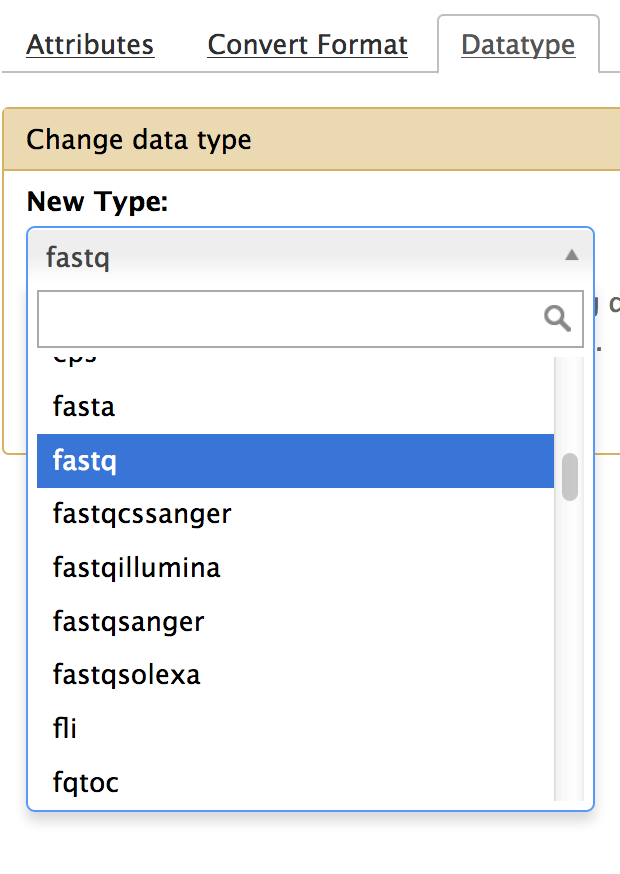 Attributes Convert Format Datatype
Change data type
New Type:
fastq
fasta
fastq
fastqcssanger
fastqillumina
fastqsanger
fastqsolexa
fli
fqtoc